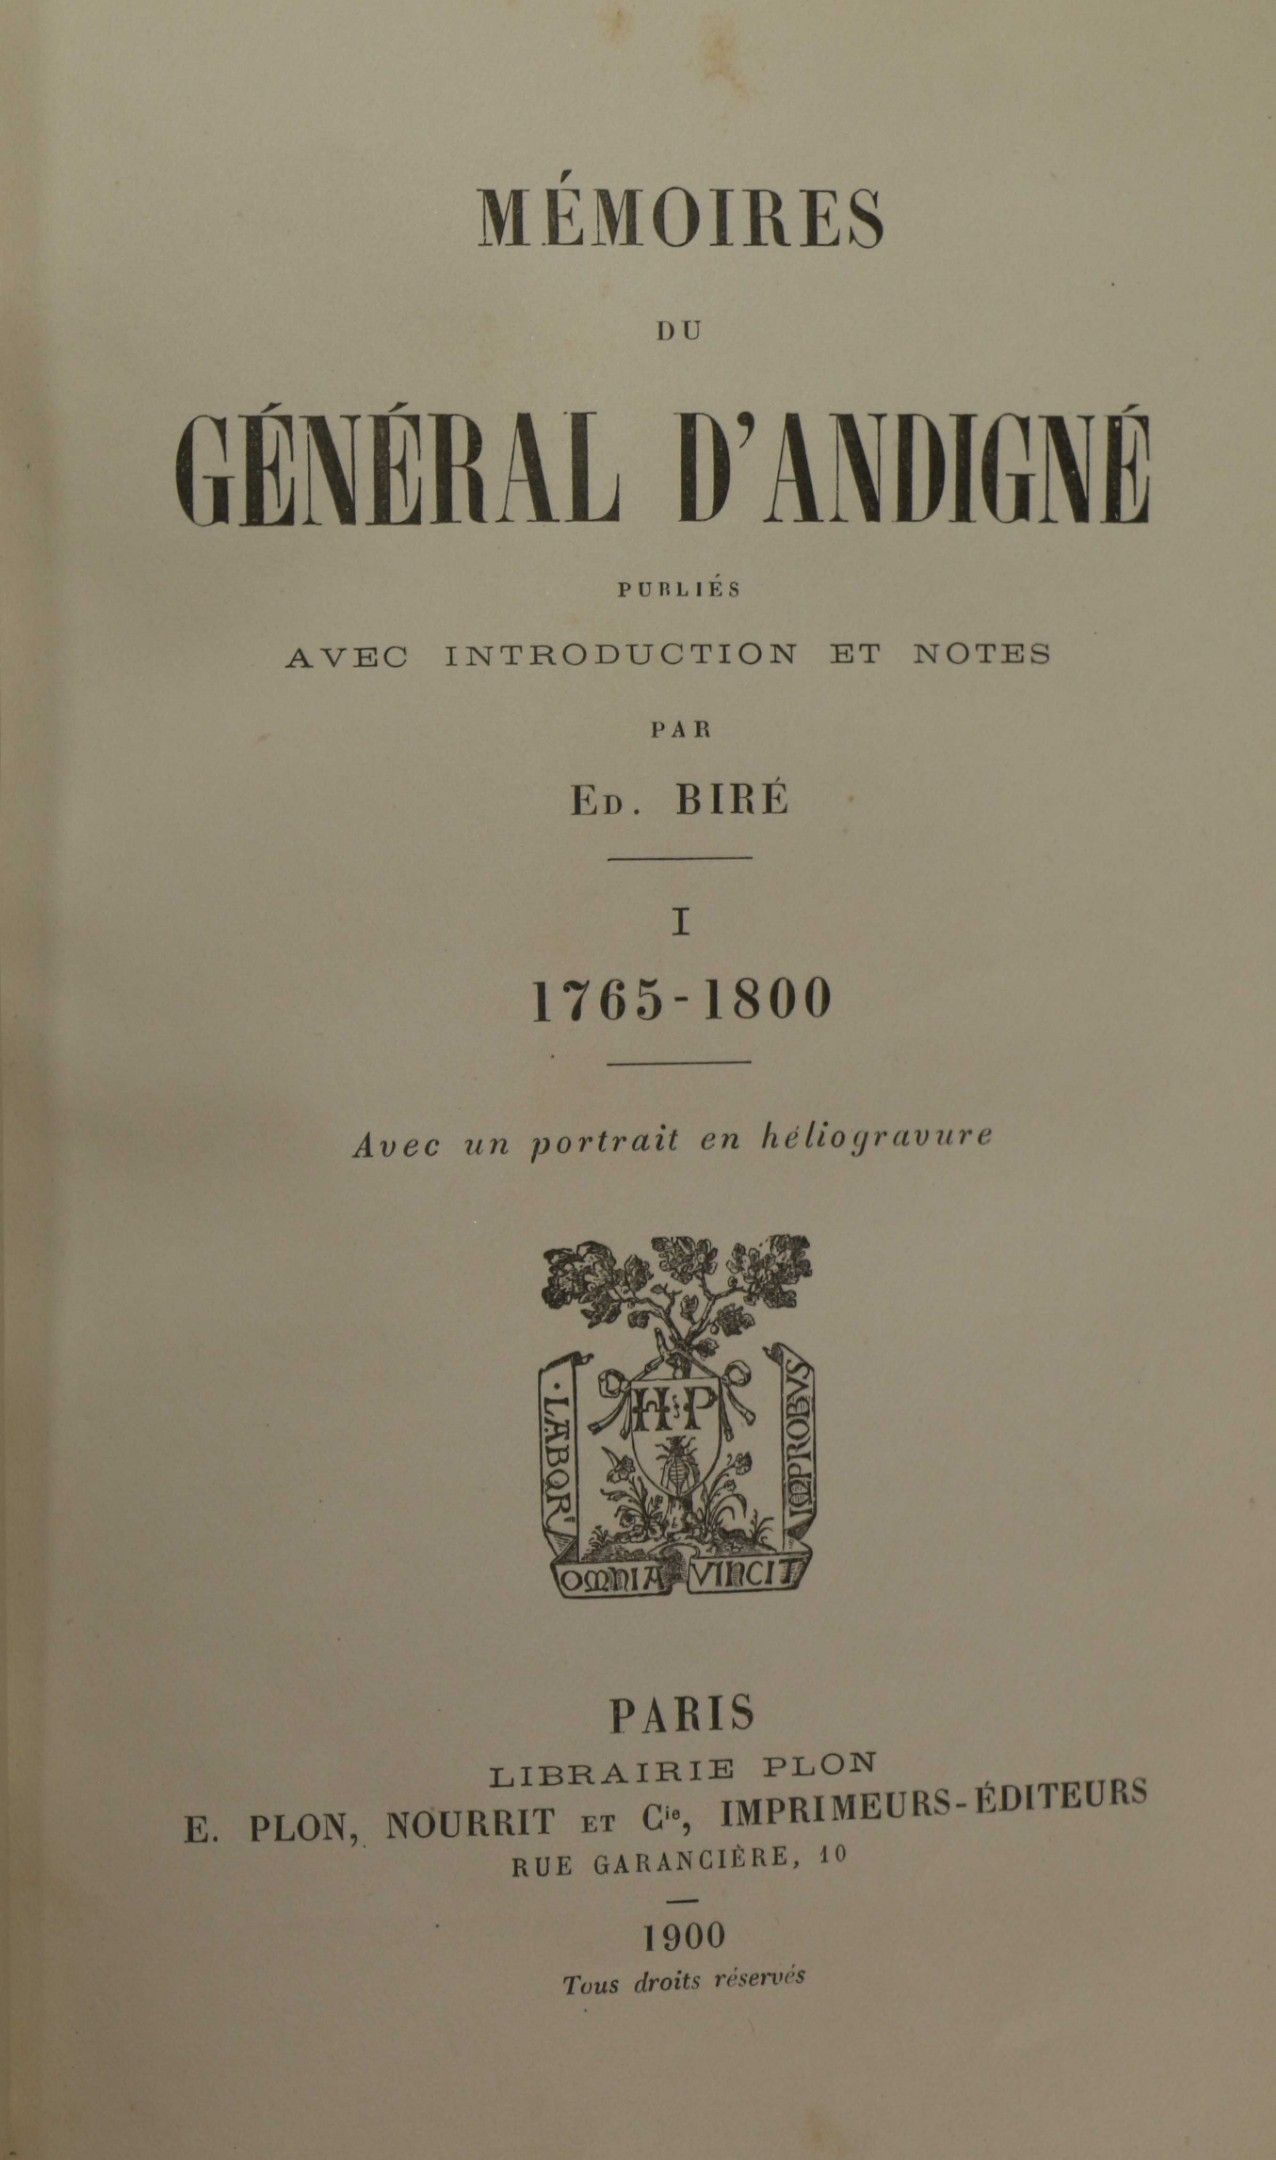 MÉMOIRES
DU
GÉNÉRAL D'ANDIGNÉ
PUBLIÉS
AVEC INTRODUCTION ET NOTES
PAR
ED. BIRÉ
I
1765-1800
Avec un portrait en héliogravure
H P
LABOR
IMPROBVS
OMNIA VINCIT
PARIS
LIBRAIRIE PLON
E. PLON, NOURRIT ET Cie, IMPRIMEURS-ÉDITEURS
RUE GARANCIÈRE, 10
1900
Tous droits réservés